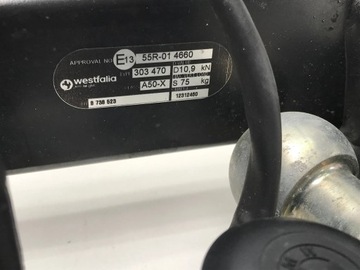 APPROVAL NO E13 55R-01 4660
westfalia TYPE 303 470 D10,9 kN
A50-X S 75 kg
8 738 523 12312460